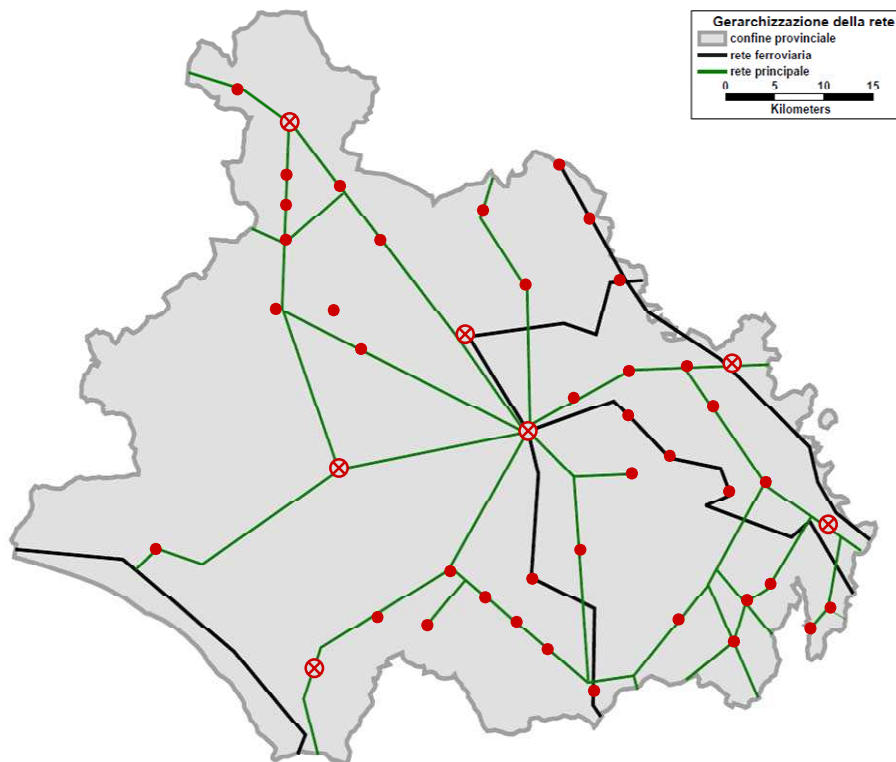 Gerarchizzazione della rete
confine provinciale
rete ferroviaria
rete principale
0 5 10 15
Kilometers